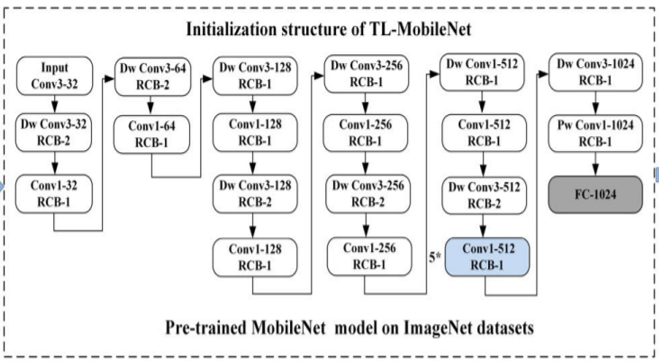 Initialization structure of TL-MobileNet
Input
Conv3-32
Dw Conv3-32
RCB-2
Conv1-32
RCB-1
Dw Conv3-64
RCB-2
Conv1-64
RCB-1
Dw Conv3-128
RCB-1
Conv1-128
RCB-1
Dw Conv3-128
RCB-2
Conv1-128
RCB-1
Dw Conv3-256
RCB-1
Conv1-256
RCB-1
Dw Conv3-256
RCB-2
Conv1-256
RCB-1
Dw Conv1-512
RCB-1
Conv1-512
RCB-1
Dw Conv3-512
RCB-2
5*
Conv1-512
RCB-1
Dw Conv3-1024
RCB-1
Pw Conv1-1024
RCB-1
FC-1024
Pre-trained MobileNet model on ImageNet datasets